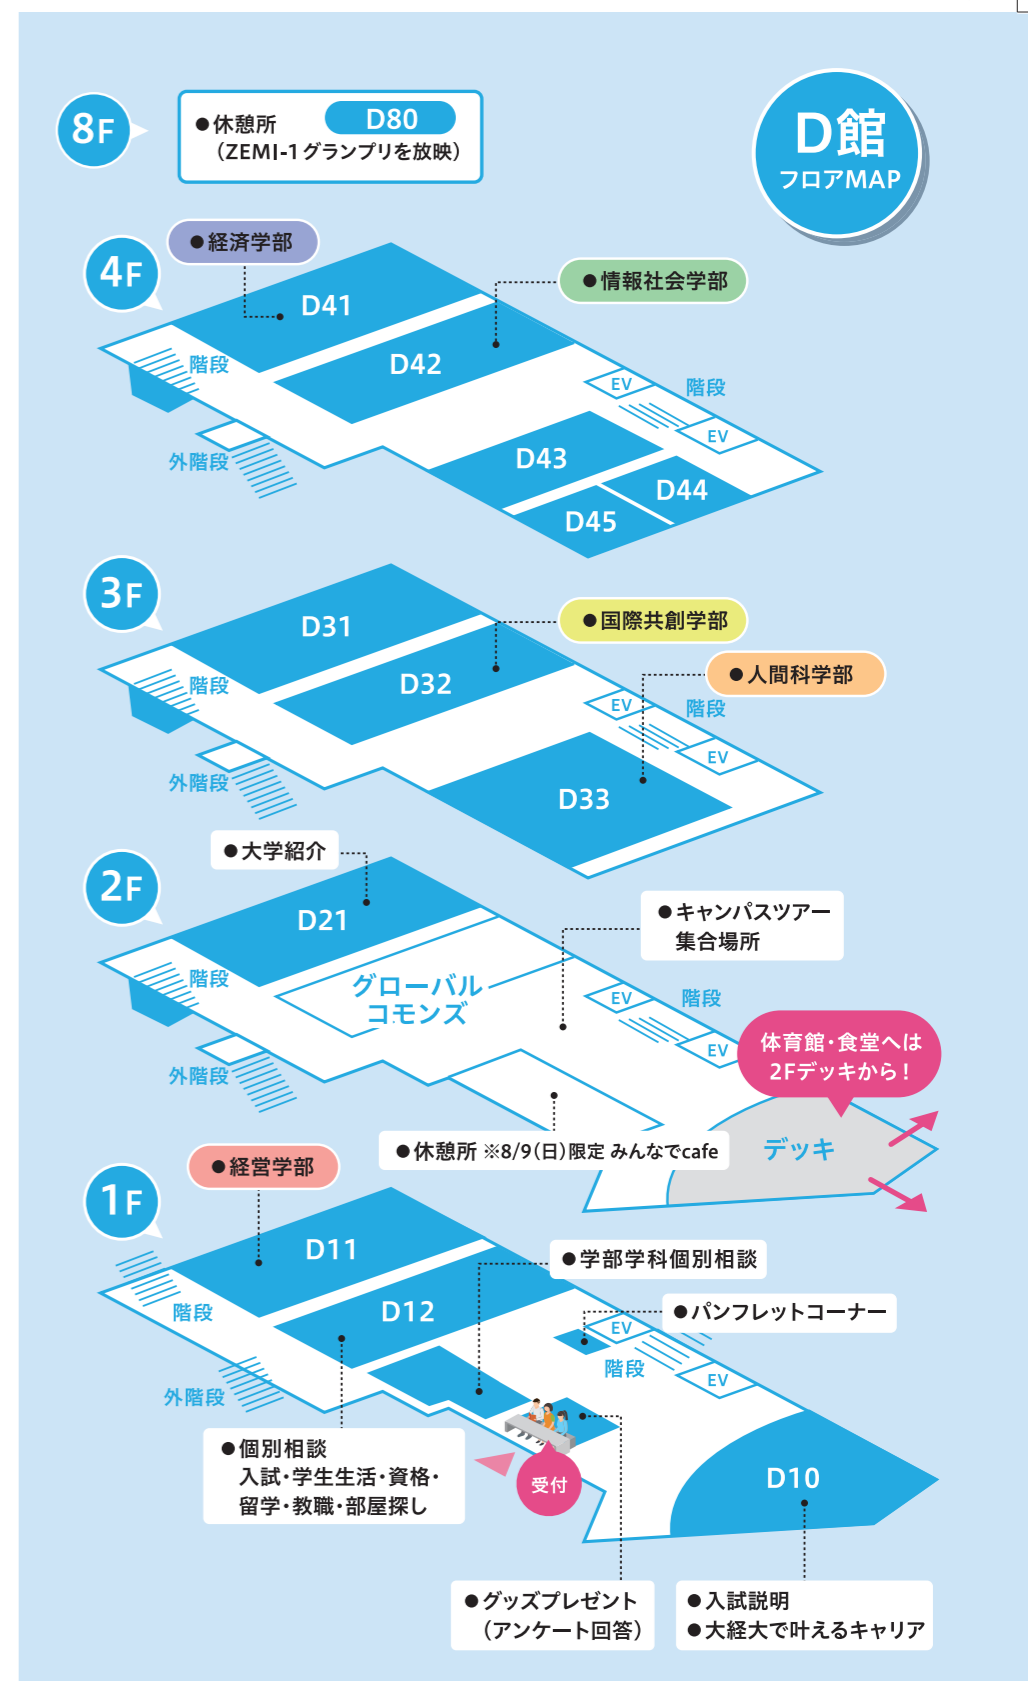 D館
フロアMAP
8F
●休憩所 D80
（ZEMI-1グランプリを放映）
4F
●経済学部
●情報社会学部
D41
D42
階段
EV
階段
EV
外階段
D43
D44
D45
3F
●国際共創学部
●人間科学部
D31
D32
階段
EV
階段
EV
外階段
D33
2F
●大学紹介
●キャンパスツアー
集合場所
D21
グローバル
コモンズ
階段
EV
階段
EV
外階段
体育館・食堂へは
2Fデッキから！
デッキ
●休憩所 ※8/9（日）限定 みんなでcafe
1F
●経営学部
D11
●学部学科個別相談
D12
●パンフレットコーナー
階段
EV
階段
EV
外階段
●個別相談
入試・学生生活・資格・
留学・教職・部屋探し
受付
D10
●グッズプレゼント
（アンケート回答）
●入試説明
●大経大で叶えるキャリア